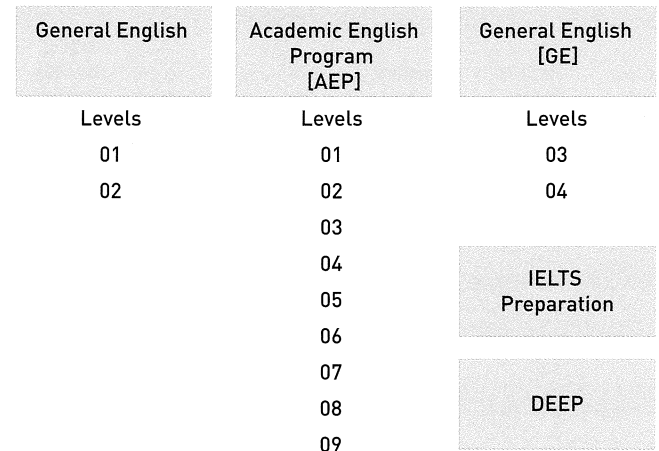 General English
Levels
01
02
Academic English
Program
[AEP]
Levels
01
02
03
04
05
06
07
08
09
General English
[GE]
Levels
03
04
IELTS
Preparation
DEEP